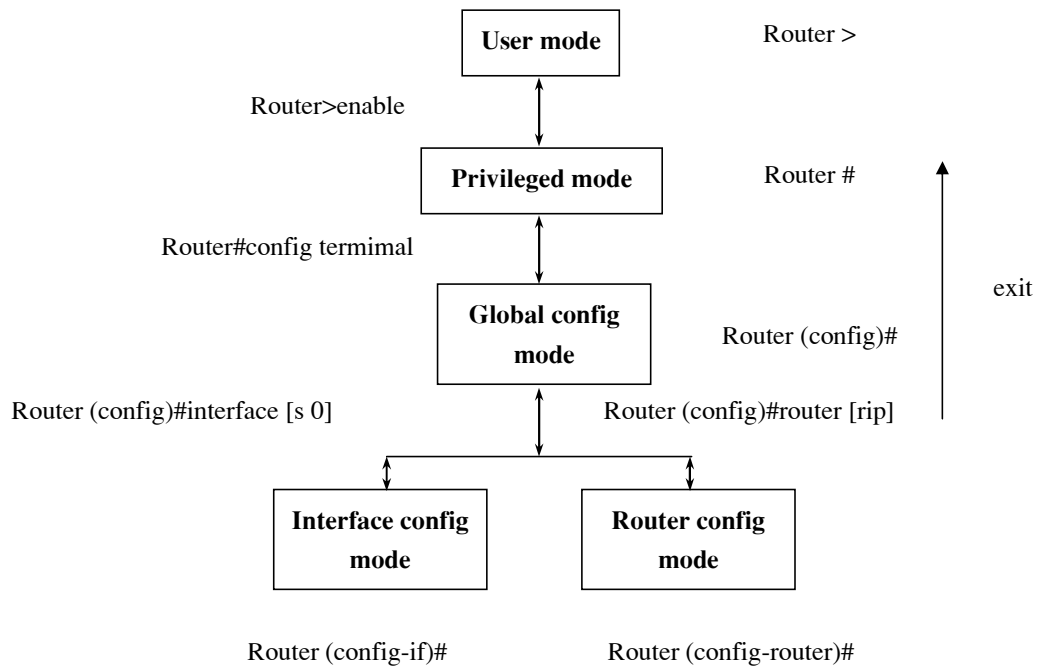 User mode
Router >
Router>enable
Privileged mode
Router #
Router#config termimal
exit
Global config
mode
Router (config)#
Router (config)#interface [s 0]
Router (config)#router [rip]
Interface config
mode
Router config
mode
Router (config-if)#
Router (config-router)#